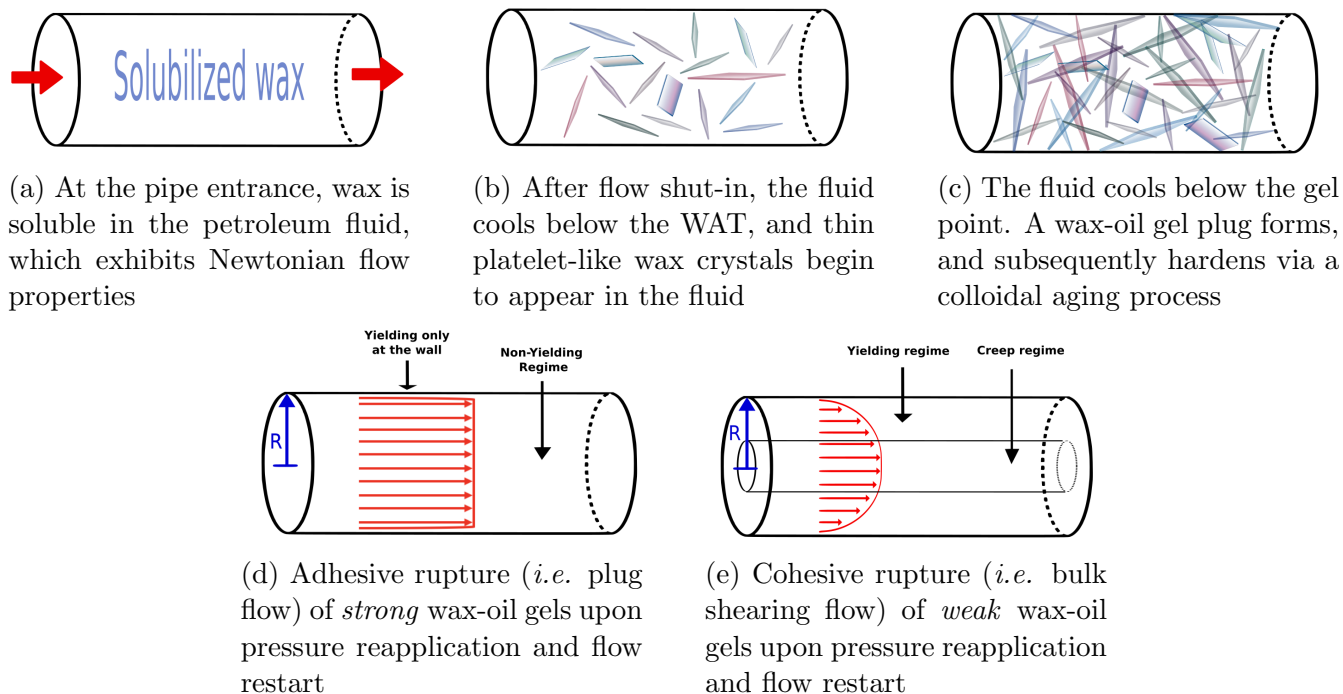 Solubilized wax
(a) At the pipe entrance, wax is
soluble in the petroleum fluid,
which exhibits Newtonian flow
properties
(b) After flow shut-in, the fluid
cools below the WAT, and thin
platelet-like wax crystals begin
to appear in the fluid
(c) The fluid cools below the gel
point. A wax-oil gel plug forms,
and subsequently hardens via a
colloidal aging process
Yielding only
at the wall
Non-Yielding
Regime
R
(d) Adhesive rupture (i.e. plug
flow) of strong wax-oil gels upon
pressure reapplication and flow
restart
Yielding regime
Creep regime
R
(e) Cohesive rupture (i.e. bulk
shearing flow) of weak wax-oil
gels upon pressure reapplication
and flow restart